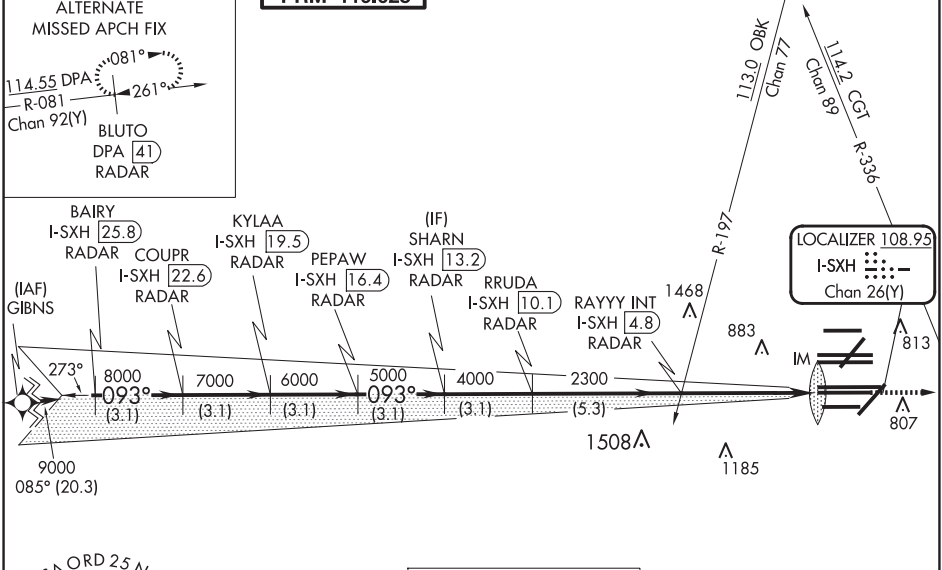 ALTERNATE
MISSED APCH FIX
081°
114.55 DPA
R-081
Chan 92(Y)
261°
BLUTO
DPA 41
RADAR
113.0 OBK
Chan 77
R-197
114.2 CGT
Chan 89
R-336
LOCALIZER 108.95
I-SXH
Chan 26(Y)
(IAF)
GIBNS
BAIRY
I-SXH 25.8
RADAR
COUPR
I-SXH 22.6
RADAR
KYLAA
I-SXH 19.5
RADAR
PEPAW
I-SXH 16.4
RADAR
(IF)
SHARN
I-SXH 13.2
RADAR
RRUDA
I-SXH 10.1
RADAR
RAYYY INT
I-SXH 4.8
RADAR
1468
883
IM
813
273°
8000
093°
(3.1)
7000
(3.1)
6000
(3.1)
5000
093°
(3.1)
4000
(3.1)
2300
(5.3)
807
1508
1185
9000
085° (20.3)
ORD 25 N